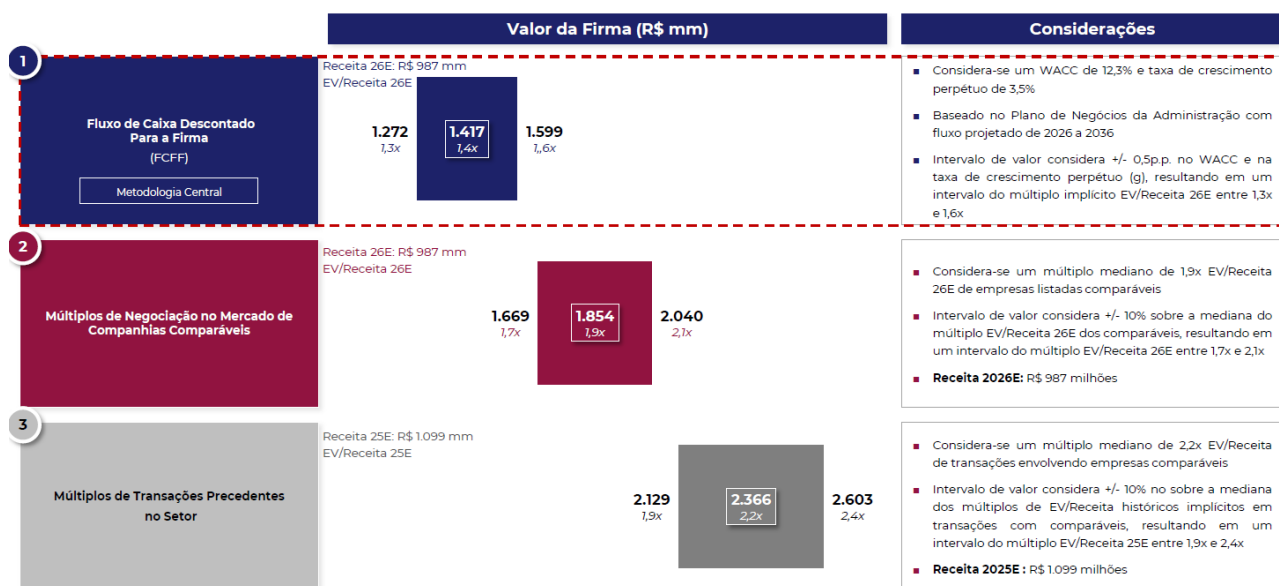 Valor da Firma (R$ mm)
Considerações
1
Fluxo de Caixa Descontado
Para a Firma
(FCFF)
Metodologia Central
Receita 26E: R$ 987 mm
EV/Receita 26E
1.272
1,3x
1.417
1,4x
1.599
1,,6x
▪ Considera-se um WACC de 12,3% e taxa de crescimento
perpétuo de 3,5%
▪ Baseado no Plano de Negócios da Administração com
fluxo projetado de 2026 a 2036
▪ Intervalo de valor considera +/- 0,5p.p. no WACC e na
taxa de crescimento perpétuo (g), resultando em um
intervalo do múltiplo implícito EV/Receita 26E entre 1,3x
e 1,6x
2
Múltiplos de Negociação no Mercado de
Companhias Comparáveis
Receita 26E: R$ 987 mm
EV/Receita 26E
1.669
1,7x
1.854
1,9x
2.040
2,1x
▪ Considera-se um múltiplo mediano de 1,9x EV/Receita
26E de empresas listadas comparáveis
▪ Intervalo de valor considera +/- 10% sobre a mediana do
múltiplo EV/Receita 26E dos comparáveis, resultando em
um intervalo do múltiplo EV/Receita 26E entre 1,7x e 2,1x
▪ Receita 2026E: R$ 987 milhões
3
Múltiplos de Transações Precedentes
no Setor
Receita 25E: R$ 1.099 mm
EV/Receita 25E
2.129
1,9x
2.366
2,2x
2.603
2,4x
▪ Considera-se um múltiplo mediano de 2,2x EV/Receita
de transações envolvendo empresas comparáveis
▪ Intervalo de valor considera +/- 10% no sobre a mediana
dos múltiplos de EV/Receita históricos implícitos em
transações com comparáveis, resultando em um
intervalo do múltiplo EV/Receita 25E entre 1,9x e 2,4x
▪ Receita 2025E : R$ 1.099 milhões